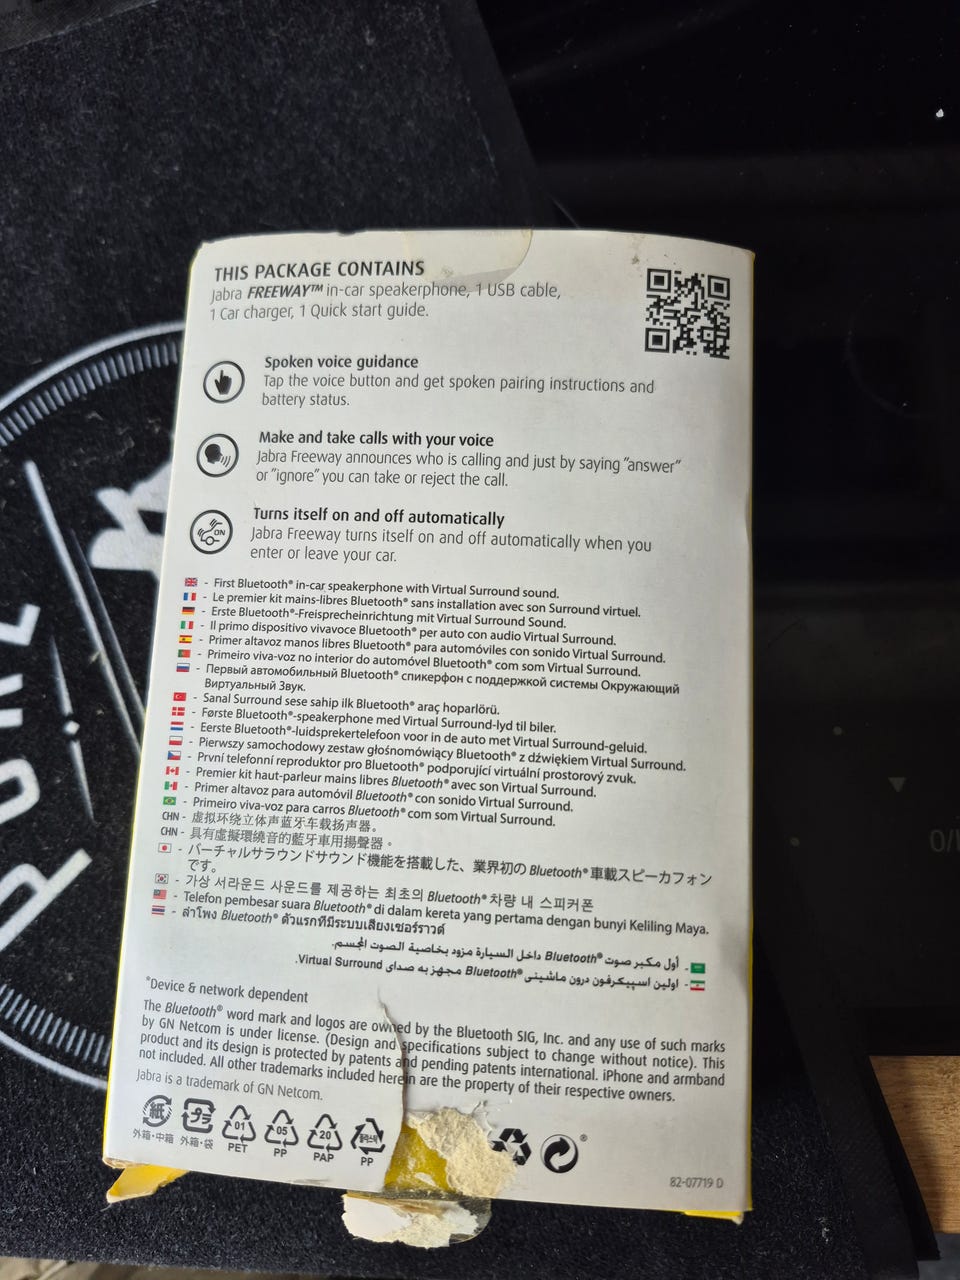 THIS PACKAGE CONTAINS
Jabra FREEWAY™ in-car speakerphone, 1 USB cable,
1 Car charger, 1 Quick start guide.
Spoken voice guidance
Tap the voice button and get spoken pairing instructions and
battery status.
Make and take calls with your voice
Jabra Freeway announces who is calling and just by saying "answer"
or "ignore" you can take or reject the call.
ON
Turns itself on and off automatically
Jabra Freeway turns itself on and off automatically when you
enter or leave your car.
- First Bluetooth® in-car speakerphone with Virtual Surround sound.
- Le premier kit mains-libres Bluetooth® sans installation avec son Surround virtuel.
- Erste Bluetooth®-Freisprecheinrichtung mit Virtual Surround Sound.
- Il primo dispositivo vivavoce Bluetooth® per auto con audio Virtual Surround.
- Primer altavoz manos libres Bluetooth® para automóviles con sonido Virtual Surround.
- Primeiro viva-voz no interior do automóvel Bluetooth® com som Virtual Surround.
- Первый автомобильный Bluetooth® спикерфон с поддержкой системы Окружающий
Виртуальный Звук.
- Sanal Surround sese sahip ilk Bluetooth® araç hoparlörü.
- Første Bluetooth®-speakerphone med Virtual Surround-lyd til biler.
- Eerste Bluetooth®-luidsprekertelefoon voor in de auto met Virtual Surround-geluid.
- Pierwszy samochodowy zestaw głośnomówiący Bluetooth® z dźwiękiem Virtual Surround.
- První telefonní reproduktor pro Bluetooth® podporující virtuální prostorový zvuk.
- Premier kit haut-parleur mains libres Bluetooth® avec son Virtual Surround.
- Primer altavoz para automóvil Bluetooth® con sonido Virtual Surround.
- Primeiro viva-voz para carros Bluetooth® com som Virtual Surround.
CHN - 虚拟环绕立体声蓝牙车载扬声器。
CHN - 具有虛擬環繞音的藍牙車用揚聲器。
- バーチャルサラウンドサウンド機能を搭載した、業界初の Bluetooth® 車載スピーカフォン
です。
- 가상 서라운드 사운드를 제공하는 최초의 Bluetooth® 차량 내 스피커폰
- Telefon pembesar suara Bluetooth® di dalam kereta yang pertama dengan bunyi Keliling Maya.
- ลำโพง Bluetooth® ตัวแรกที่มีระบบเสียงเซอร์ราวด์
- أول مكبر صوت Bluetooth® داخل السيارة مزود بخاصية الصوت المجسم.
- اولین اسپیکرفون درون ماشینی Bluetooth® مجهز به صدای Virtual Surround.
*Device & network dependent
The Bluetooth® word mark and logos are owned by the Bluetooth SIG, Inc. and any use of such marks
by GN Netcom is under license. (Design and specifications subject to change without notice). This
product and its design is protected by patents and pending patents international. iPhone and armband
not included. All other trademarks included herein are the property of their respective owners.
Jabra is a trademark of GN Netcom.
紙 プラ 01 05 20
外箱・中箱 外箱・袋 PET PP PAP PP
®
82-07719 D